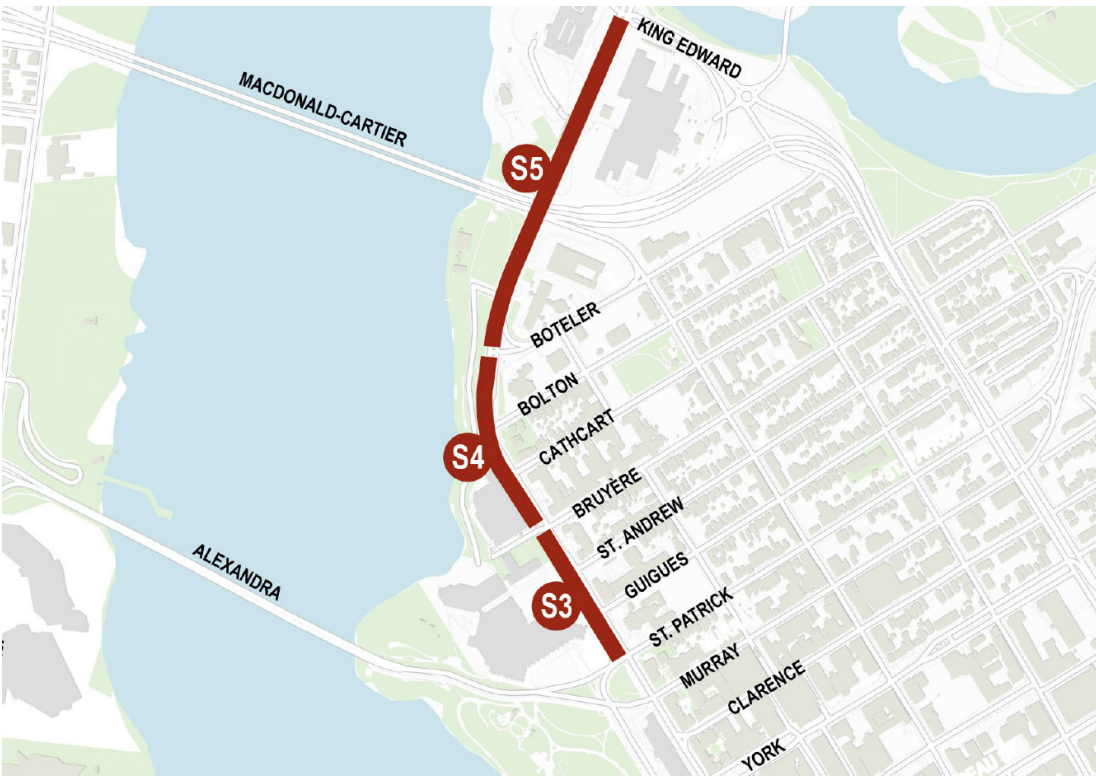 KING EDWARD
MACDONALD-CARTIER
S5
BOTELER
BOLTON
CATHCART
S4
BRUYÈRE
ST. ANDREW
ALEXANDRA
GUIGUES
S3
ST. PATRICK
MURRAY
CLARENCE
YORK